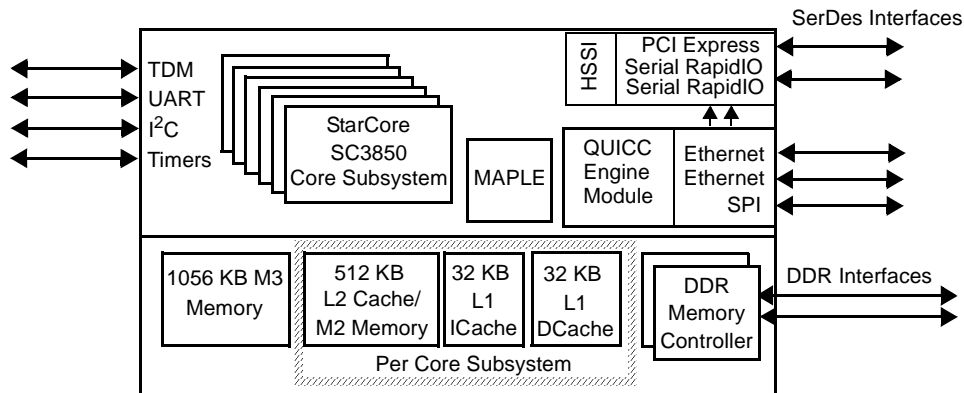 SerDes Interfaces
TDM
UART
I²C
Timers
StarCore
SC3850
Core Subsystem
MAPLE
HSSI
PCI Express
Serial RapidIO
Serial RapidIO
QUICC
Engine
Module
Ethernet
Ethernet
SPI
1056 KB M3
Memory
512 KB
L2 Cache/
M2 Memory
32 KB
L1
ICache
32 KB
L1
DCache
Per Core Subsystem
DDR
Memory
Controller
DDR Interfaces